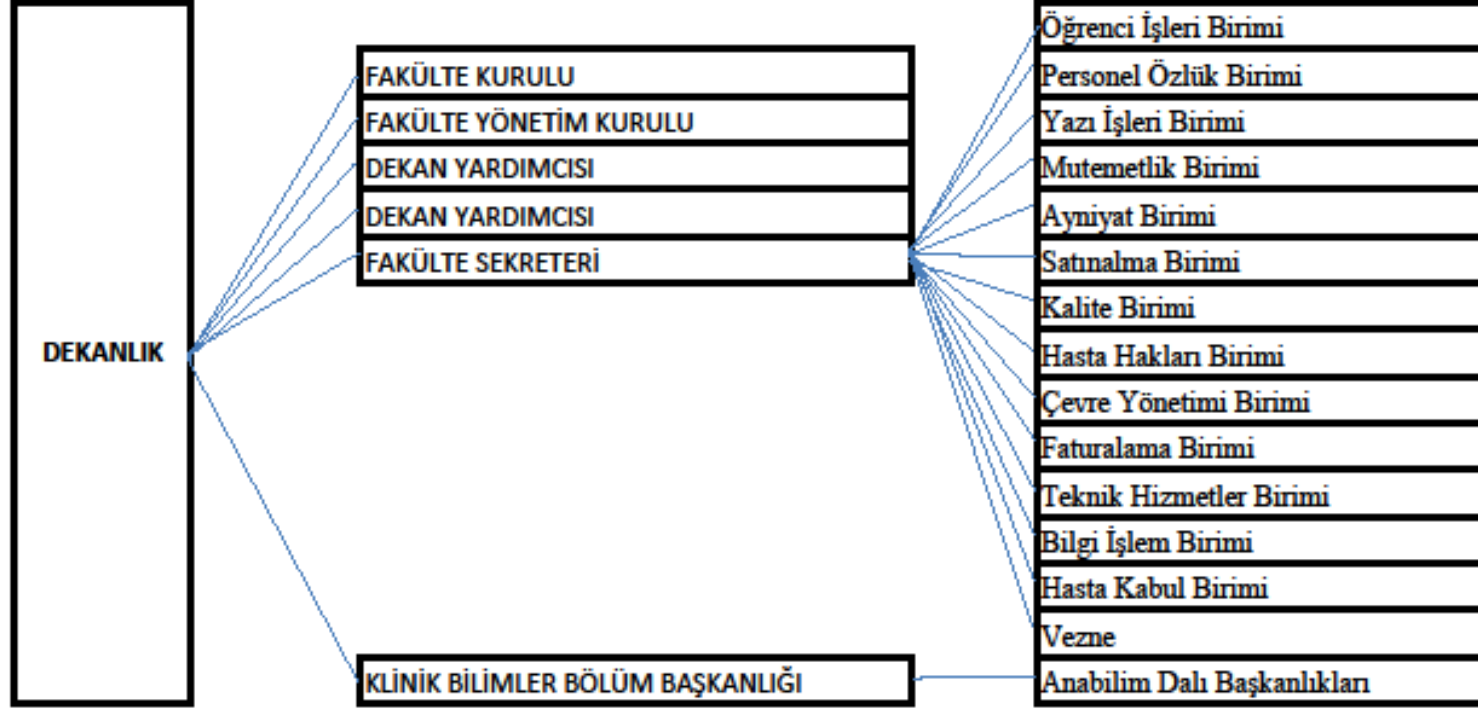 DEKANLIK
FAKÜLTE KURULU
FAKÜLTE YÖNETİM KURULU
DEKAN YARDIMCISI
DEKAN YARDIMCISI
FAKÜLTE SEKRETERİ
KLİNİK BİLİMLER BÖLÜM BAŞKANLIĞI
Öğrenci İşleri Birimi
Personel Özlük Birimi
Yazı İşleri Birimi
Mutemetlik Birimi
Ayniyat Birimi
Satınalma Birimi
Kalite Birimi
Hasta Hakları Birimi
Çevre Yönetimi Birimi
Faturalama Birimi
Teknik Hizmetler Birimi
Bilgi İşlem Birimi
Hasta Kabul Birimi
Vezne
Anabilim Dalı Başkanlıkları